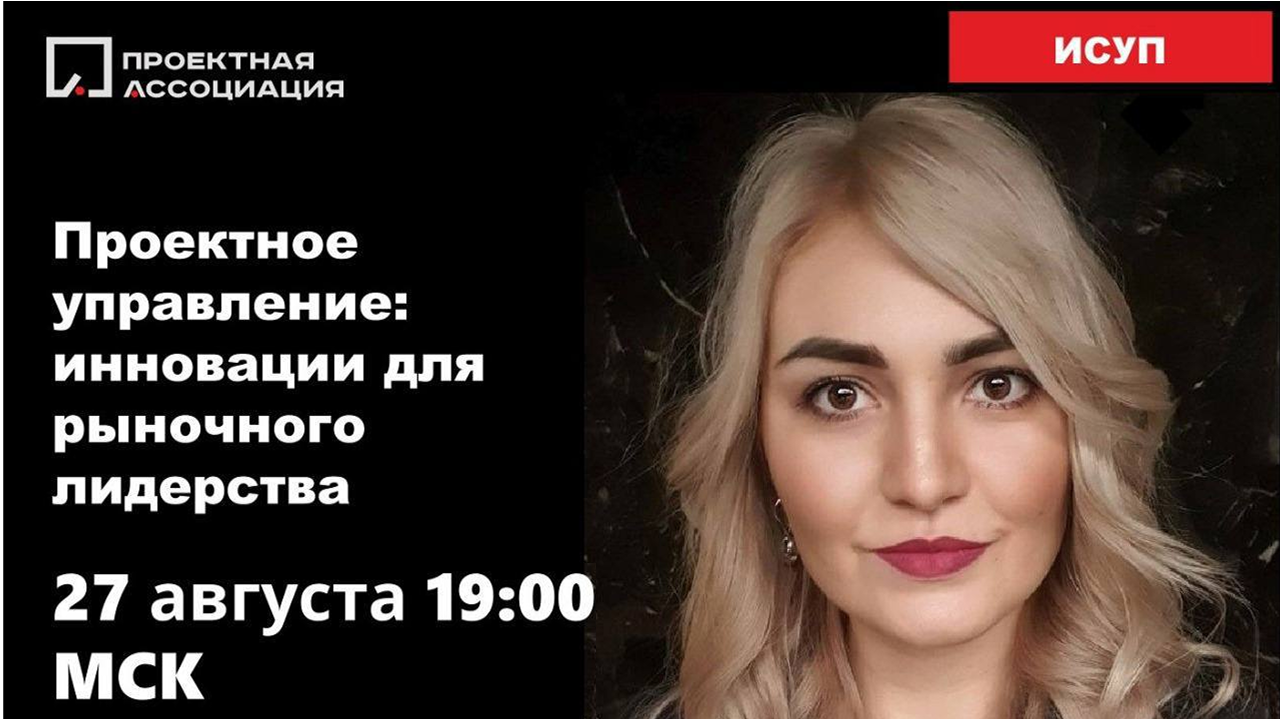 ПРОЕКТНАЯ
АССОЦИАЦИЯ
ИСУП
Проектное
управление:
инновации для
рыночного
лидерства
27 августа 19:00
МСК